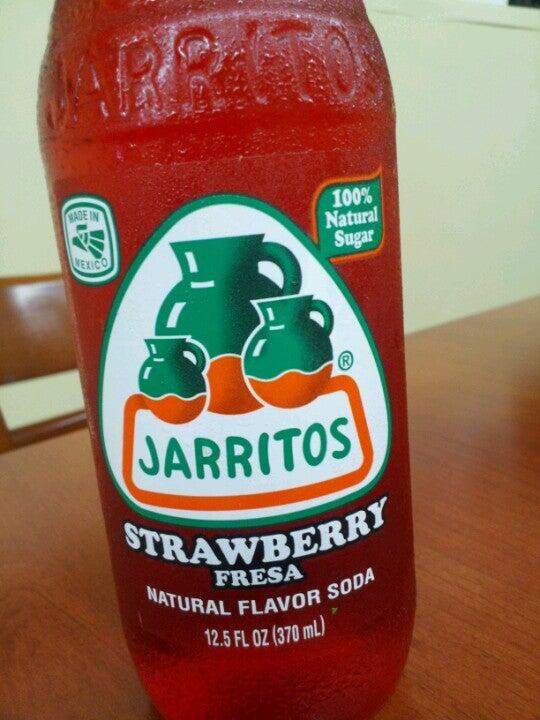 JARRITOS
MADE IN
MEXICO
100%
Natural
Sugar
®
JARRITOS
STRAWBERRY
FRESA
NATURAL FLAVOR SODA
12.5 FL OZ (370 mL)